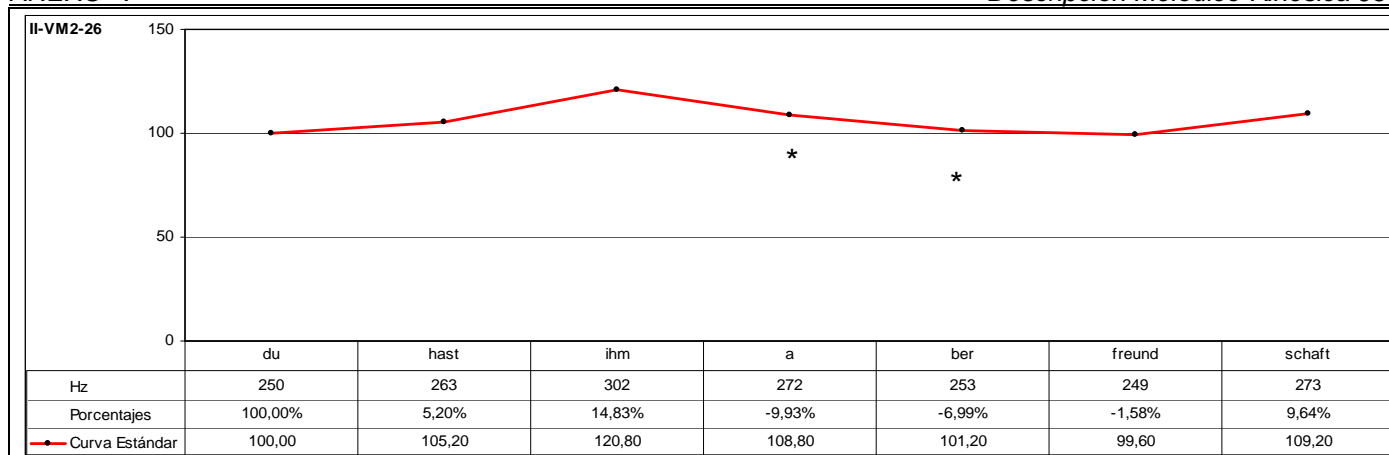 II-VM2-26
150
100
*
*
50
0
du hast ihm a ber freund schaft
Hz 250 263 302 272 253 249 273
Porcentajes 100,00% 5,20% 14,83% -9,93% -6,99% -1,58% 9,64%
Curva Estándar 100,00 105,20 120,80 108,80 101,20 99,60 109,20